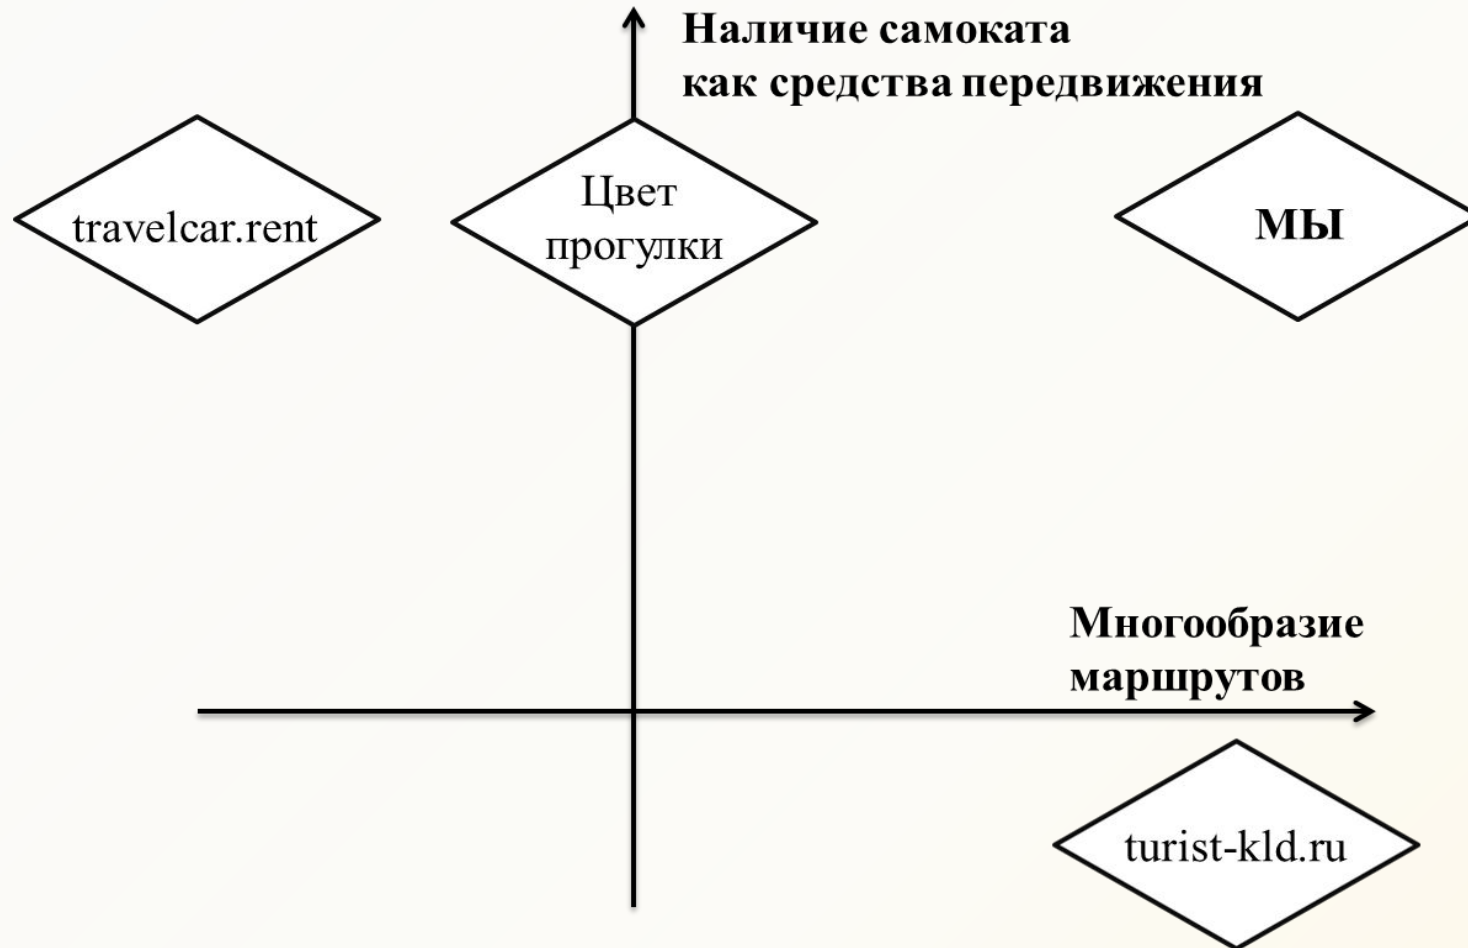 Наличие самоката
как средства передвижения
travelcar.rent
Цвет
прогулки
МЫ
Многообразие
маршрутов
turist-kld.ru